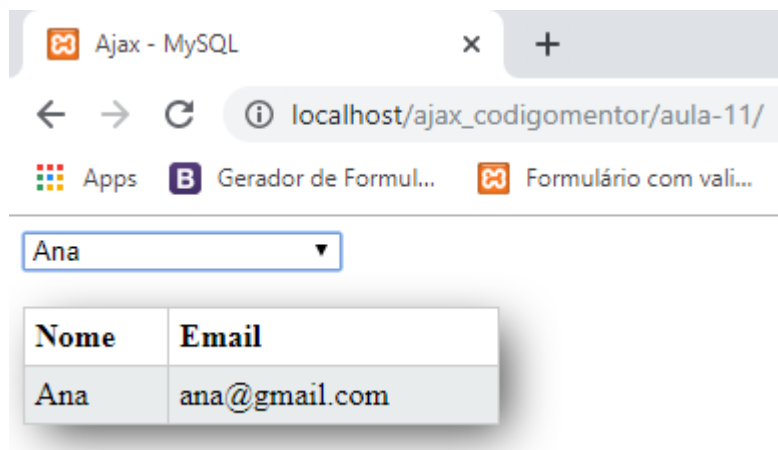 Ajax - MySQL
localhost/ajax_codigomentor/aula-11/
Apps B Gerador de Formul... Formulário com vali...
Ana
Nome Email
Ana ana@gmail.com